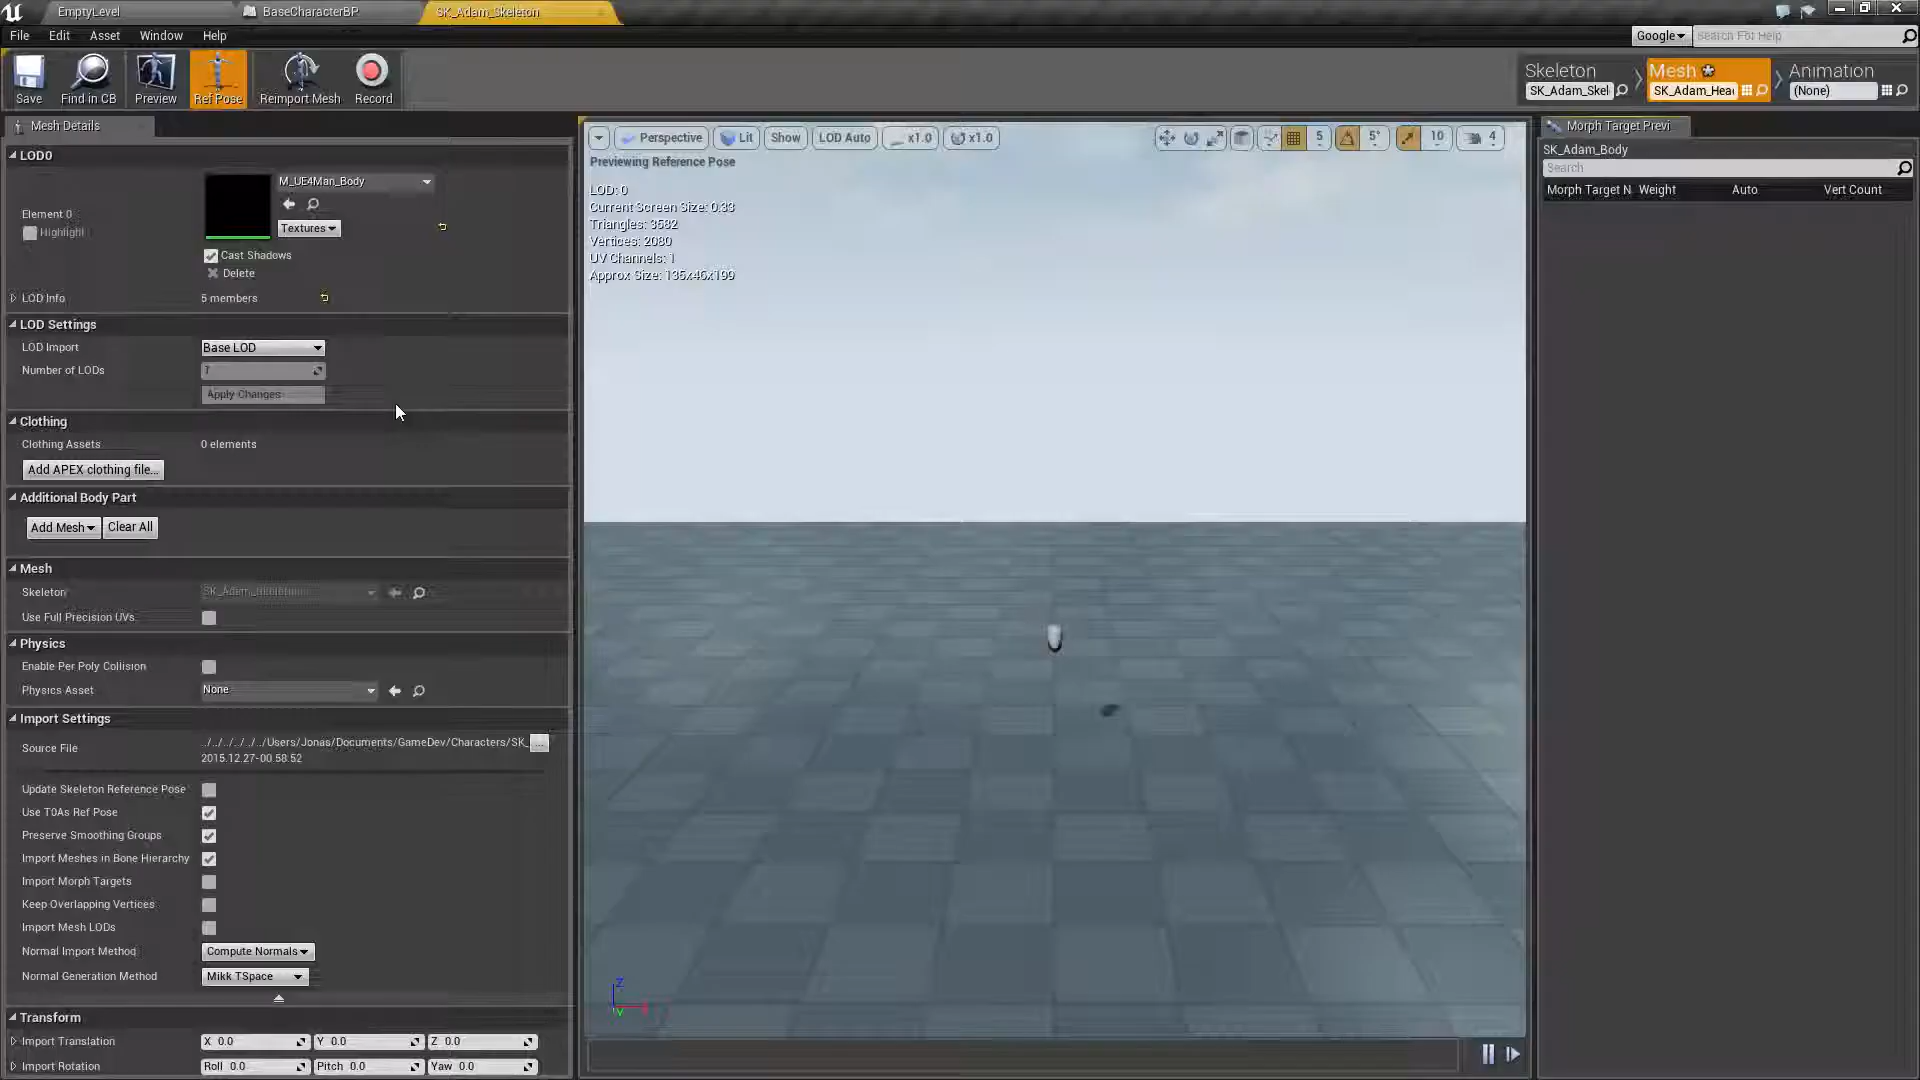 EmptyLevel
BaseCharacterBP
SK_Adam_Skeleton
File Edit Asset Window Help
Google
Search For Help
Save
Find in CB
Preview
Ref Pose
Reimport Mesh
Record
Skeleton
SK_Adam_Skel
Mesh
SK_Adam_Hea
Animation
(None)
Mesh Details
LOD0
Element 0
Highlight
M_UE4Man_Body
Textures
Cast Shadows
Delete
LOD Info 5 members
LOD Settings
LOD Import Base LOD
Number of LODs
Apply Changes
Clothing
Clothing Assets 0 elements
Add APEX clothing file...
Additional Body Part
Add Mesh Clear All
Mesh
Skeleton
Use Full Precision UVs
Physics
Enable Per Poly Collision
Physics Asset None
Import Settings
Source File ../../../../../../Users/Jonas/Documents/GameDev/Characters/SK_ ...
2015.12.27-00.58.52
Update Skeleton Reference Pose
Use T0As Ref Pose
Preserve Smoothing Groups
Import Meshes in Bone Hierarchy
Import Morph Targets
Keep Overlapping Vertices
Import Mesh LODs
Normal Import Method Compute Normals
Normal Generation Method Mikk TSpace
Transform
Import Translation X 0.0 Y 0.0 Z 0.0
Import Rotation Roll 0.0 Pitch 0.0 Yaw 0.0
Perspective Lit Show LOD Auto x1.0 x1.0 5 5° 10 4
Previewing Reference Pose
LOD: 0
Current Screen Size: 0.33
Triangles: 3582
Vertices: 2080
UV Channels: 1
Approx Size: 135x46x199
Z
Y
Morph Target Previ
SK_Adam_Body
Search
Morph Target N Weight Auto Vert Count